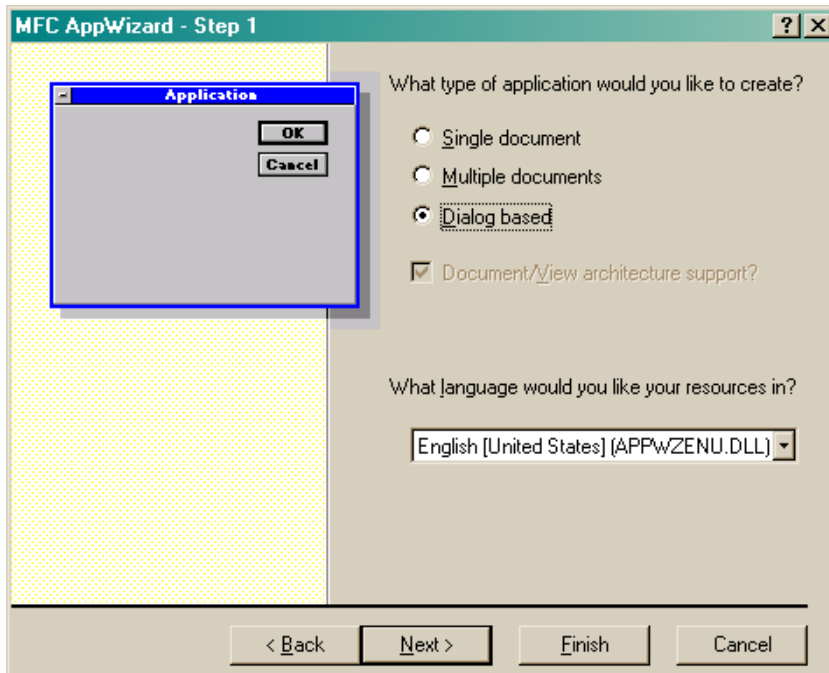 MFC AppWizard - Step 1
Application
OK
Cancel
What type of application would you like to create?
Single document
Multiple documents
Dialog based
Document/View architecture support?
What language would you like your resources in?
English [United States] (APPWZENU.DLL)
< Back
Next >
Finish
Cancel